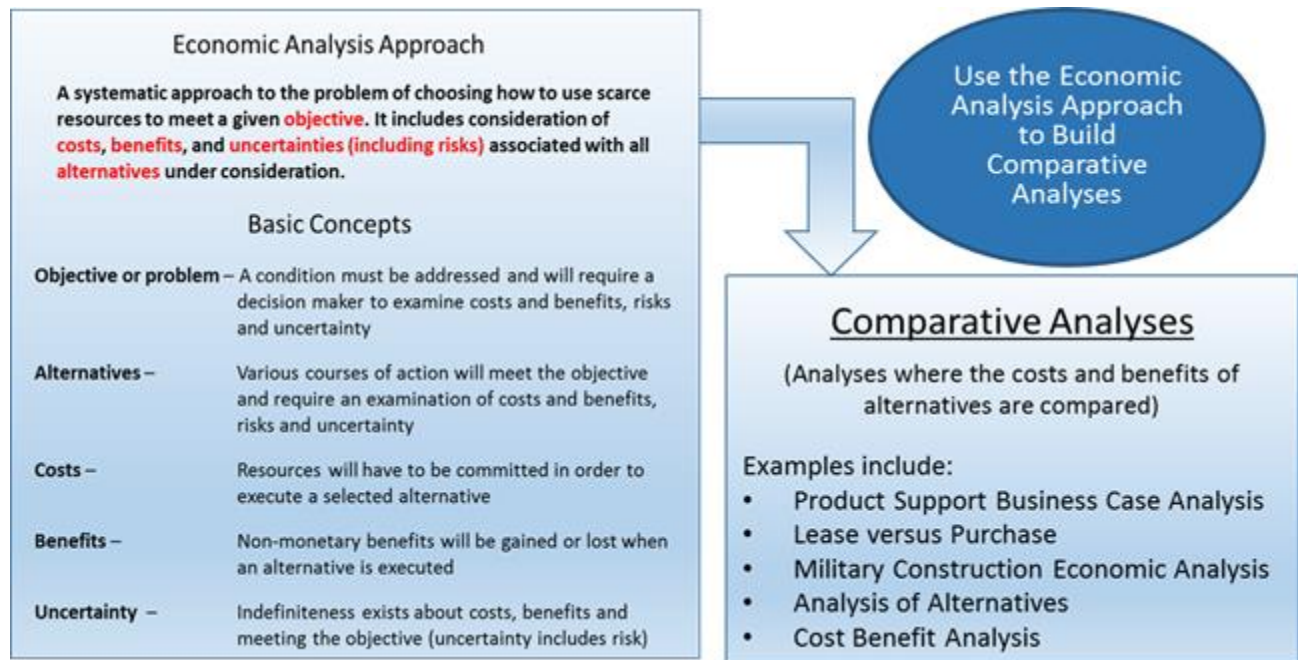 Economic Analysis Approach
A systematic approach to the problem of choosing how to use scarce
resources to meet a given objective. It includes consideration of
costs, benefits, and uncertainties (including risks) associated with all
alternatives under consideration.
Basic Concepts
Objective or problem – A condition must be addressed and will require a
decision maker to examine costs and benefits, risks
and uncertainty
Alternatives – Various courses of action will meet the objective
and require an examination of costs and benefits,
risks and uncertainty
Costs – Resources will have to be committed in order to
execute a selected alternative
Benefits – Non-monetary benefits will be gained or lost when
an alternative is executed
Uncertainty – Indefiniteness exists about costs, benefits and
meeting the objective (uncertainty includes risk)
Use the Economic
Analysis Approach
to Build
Comparative
Analyses
Comparative Analyses
(Analyses where the costs and benefits of
alternatives are compared)
Examples include:
• Product Support Business Case Analysis
• Lease versus Purchase
• Military Construction Economic Analysis
• Analysis of Alternatives
• Cost Benefit Analysis